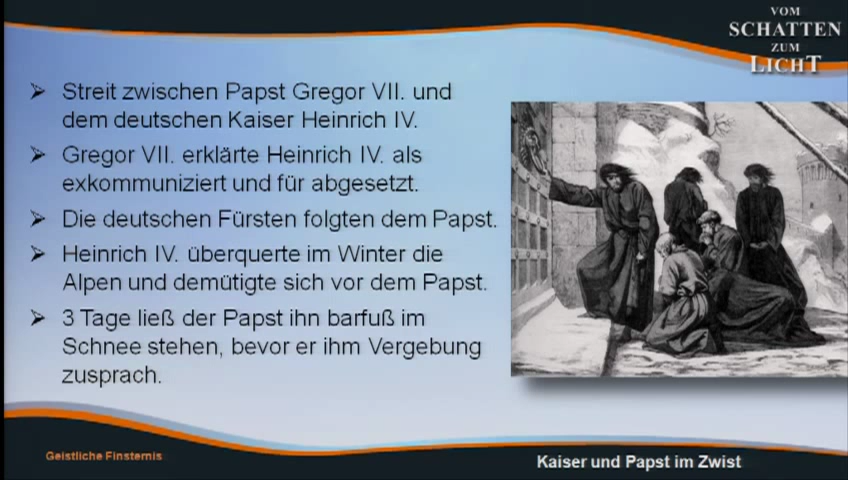 VOM
SCHATTEN
ZUM
LICHT
➢ Streit zwischen Papst Gregor VII. und
dem deutschen Kaiser Heinrich IV.
➢ Gregor VII. erklärte Heinrich IV. als
exkommuniziert und für abgesetzt.
➢ Die deutschen Fürsten folgten dem Papst.
➢ Heinrich IV. überquerte im Winter die
Alpen und demütigte sich vor dem Papst.
➢ 3 Tage ließ der Papst ihn barfuß im
Schnee stehen, bevor er ihm Vergebung
zusprach.
Geistliche Finsternis
Kaiser und Papst im Zwist